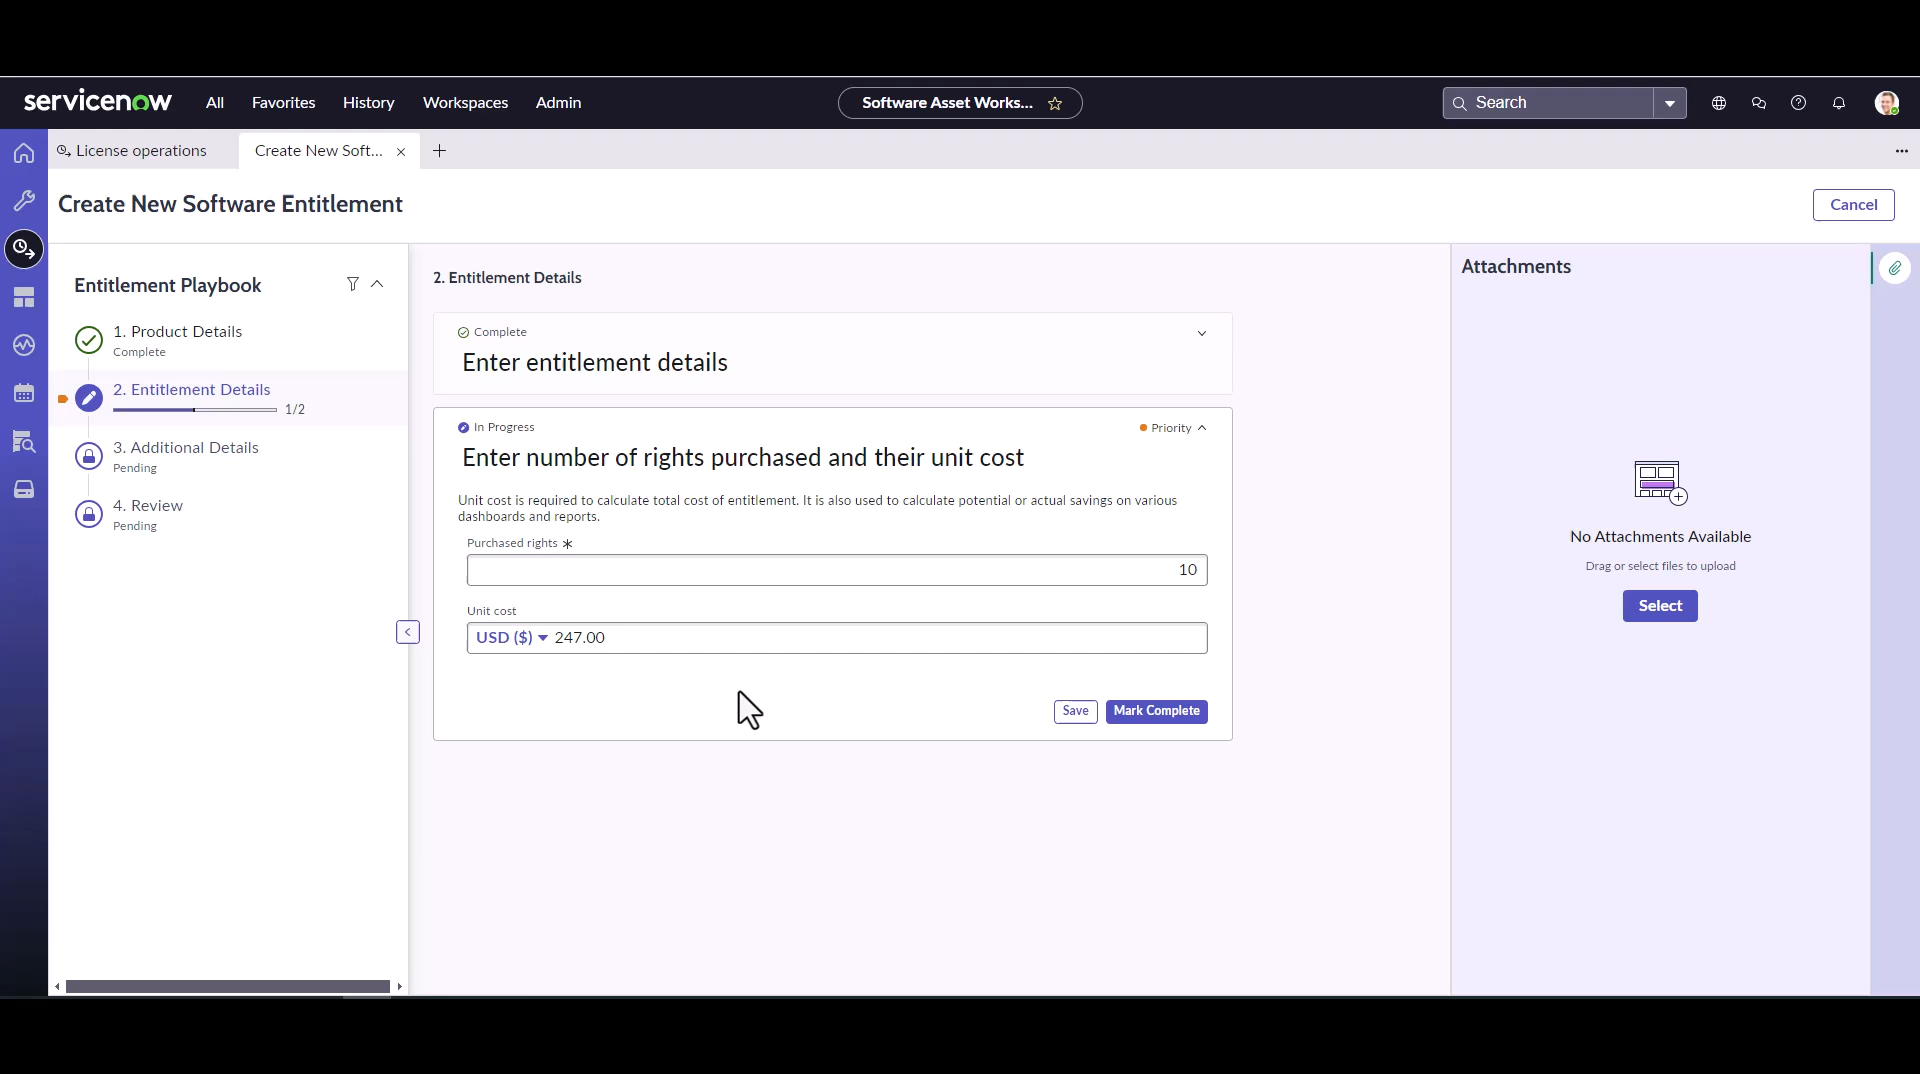 servicenow All Favorites History Workspaces Admin Software Asset Works... Search
License operations Create New Soft...
Create New Software Entitlement Cancel
Entitlement Playbook
1. Product Details
Complete
2. Entitlement Details
1/2
3. Additional Details
Pending
4. Review
Pending
2. Entitlement Details
Complete
Enter entitlement details
In Progress Priority
Enter number of rights purchased and their unit cost
Unit cost is required to calculate total cost of entitlement. It is also used to calculate potential or actual savings on various
dashboards and reports.
Purchased rights *
10
Unit cost
USD ($) 247.00
Save Mark Complete
Attachments
No Attachments Available
Drag or select files to upload
Select